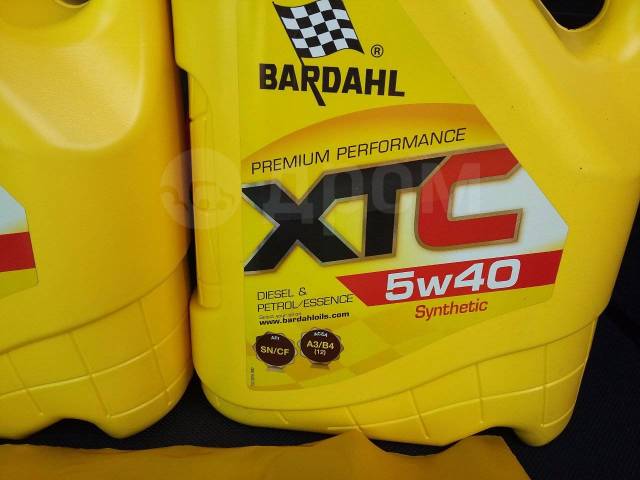 ®
BARDAHL
PREMIUM PERFORMANCE
XTC
ДРОМ
5w40
Synthetic
DIESEL &
PETROL/ESSENCE
www.bardahloils.com
API
SN/CF
ACEA
A3/B4
(12)